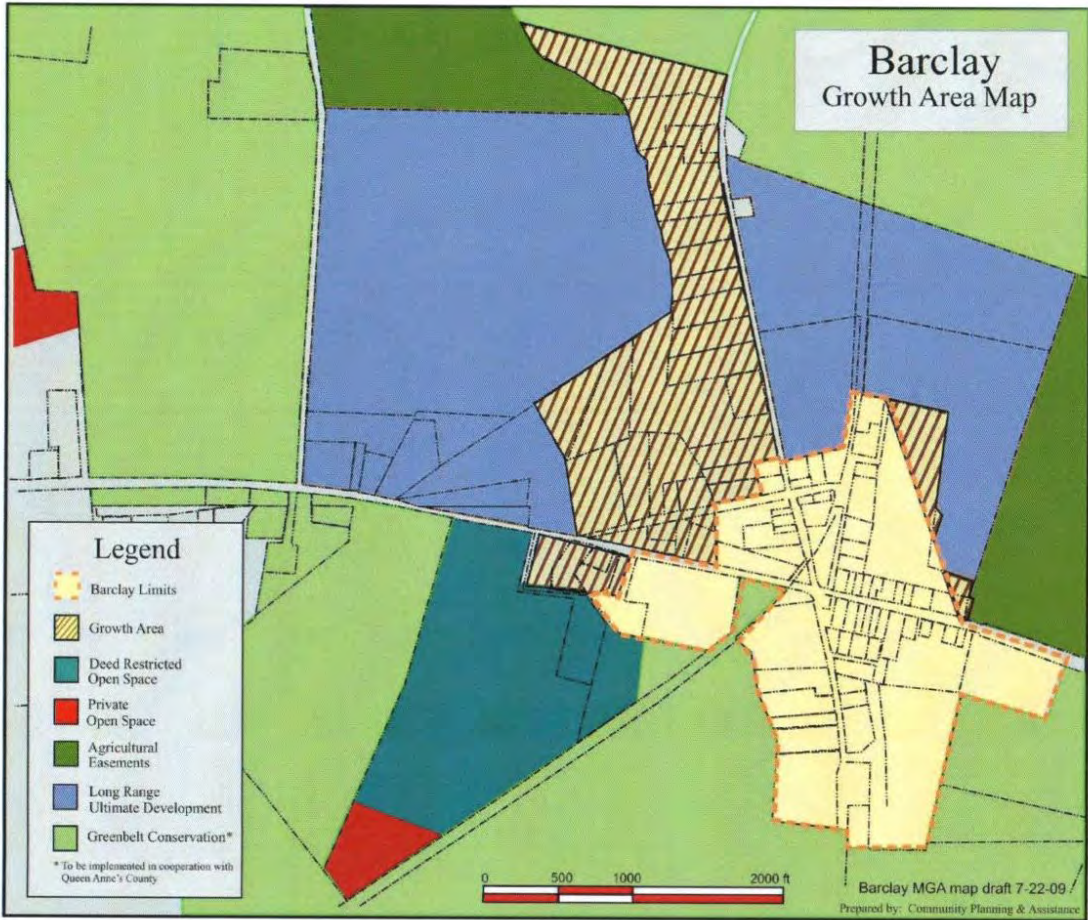 Barclay
Growth Area Map
Legend
Barclay Limits
Growth Area
Deed Restricted
Open Space
Private
Open Space
Agricultural
Easements
Long Range
Ultimate Development
Greenbelt Conservation*
* To be implemented in cooperation with
Queen Anne's County
0 500 1000 2000 ft
Barclay MGA map draft 7-22-09
Prepared by: Community Planning & Assistance